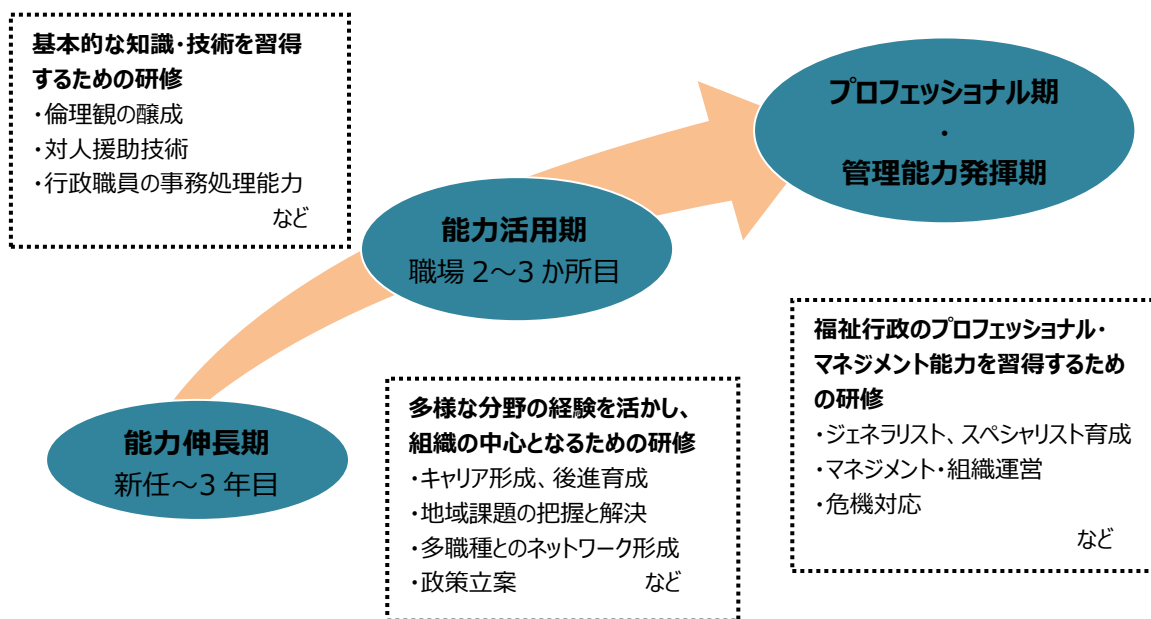 基本的な知識・技術を習得
するための研修
・倫理観の醸成
・対人援助技術
・行政職員の事務処理能力
など
プロフェッショナル期
・
管理能力発揮期
能力活用期
職場 2～3 か所目
能力伸長期
新任～3 年目
多様な分野の経験を活かし、
組織の中心となるための研修
・キャリア形成、後進育成
・地域課題の把握と解決
・多職種とのネットワーク形成
・政策立案 など
福祉行政のプロフェッショナル・
マネジメント能力を習得するため
の研修
・ジェネラリスト、スペシャリスト育成
・マネジメント・組織運営
・危機対応
など